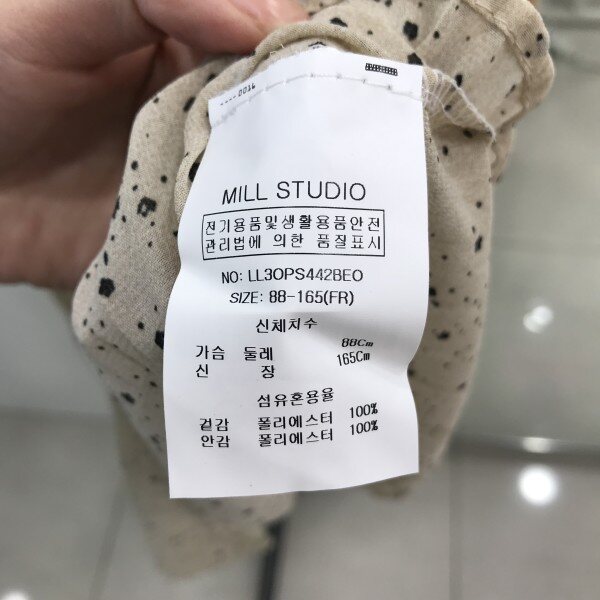 MILL STUDIO
전기용품및생활용품안전
관리법에 의한 품질표시
NO: LL3OPS442BEO
SIZE: 88-165(FR)
신체치수
가슴 둘레 88Cm
신 장 165Cm
섬유혼용율
겉감 폴리에스터 100%
안감 폴리에스터 100%